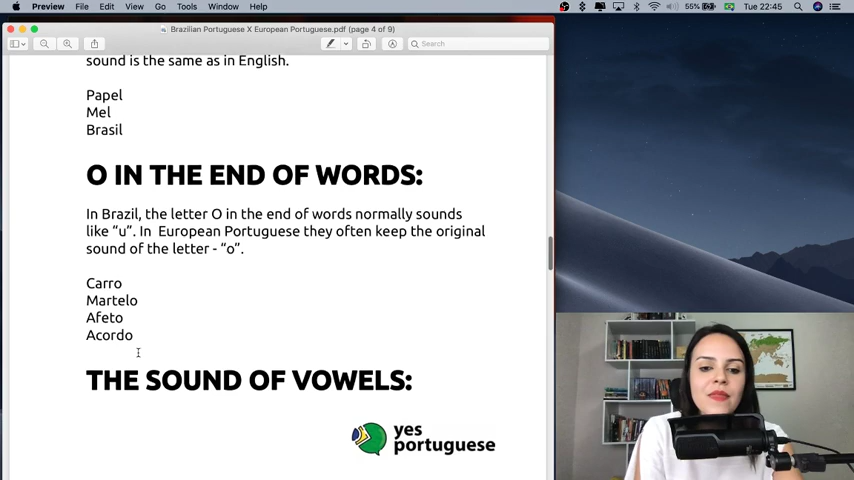 Preview File Edit View Go Tools Window Help
55% Tue 22:45
Brazilian Portuguese X European Portuguese.pdf (page 4 of 9)
Search
sound is the same as in English.
Papel
Mel
Brasil
O IN THE END OF WORDS:
In Brazil, the letter O in the end of words normally sounds
like “u”. In European Portuguese they often keep the original
sound of the letter - “o”.
Carro
Martelo
Afeto
Acordo
THE SOUND OF VOWELS:
yes
portuguese